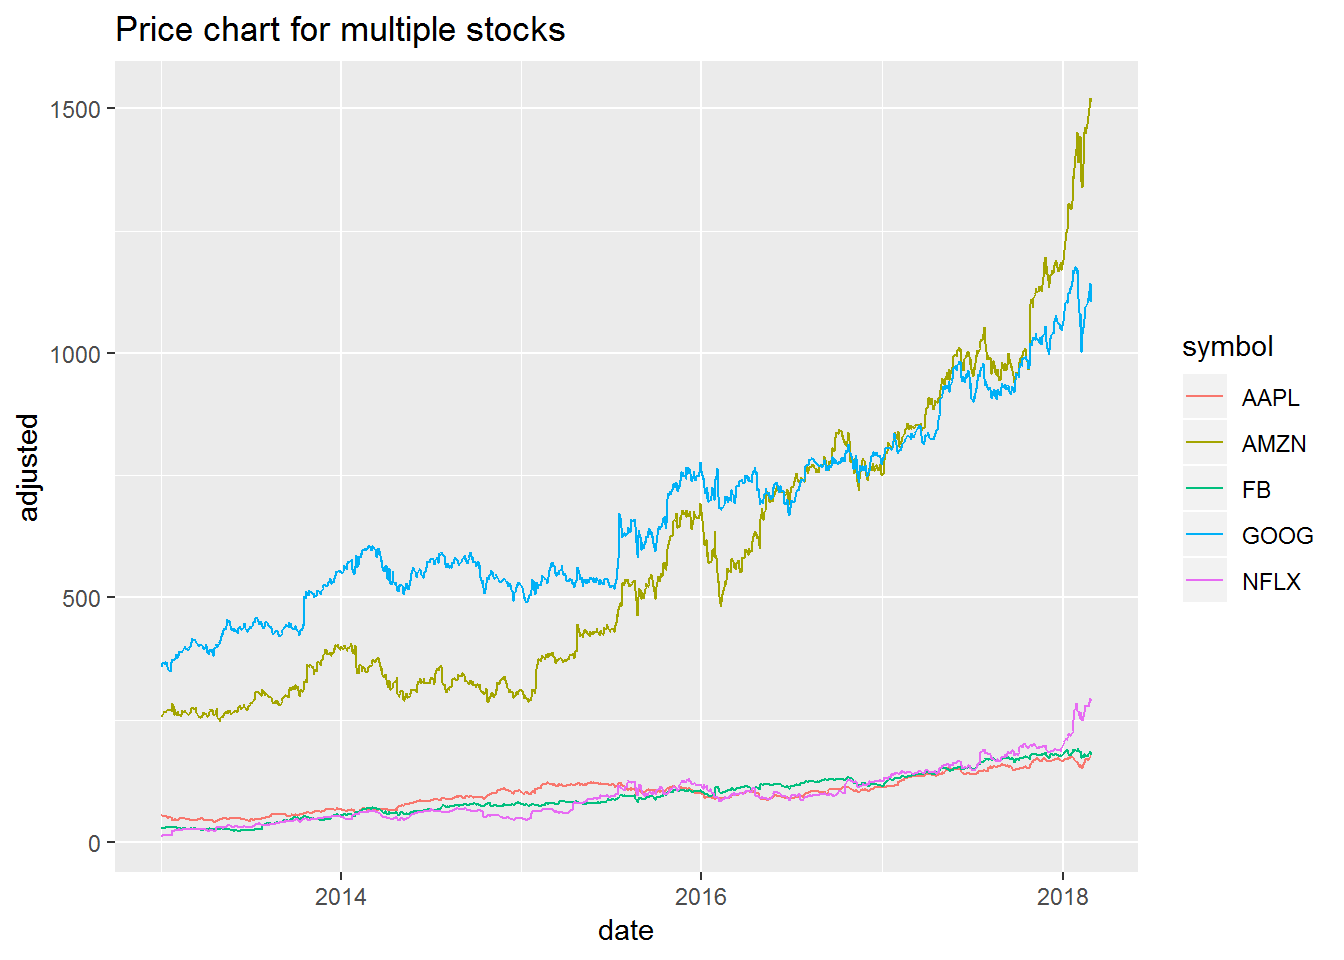 Price chart for multiple stocks
1500
1000
500
0
adjusted
2014
2016
2018
date
symbol
AAPL
AMZN
FB
GOOG
NFLX